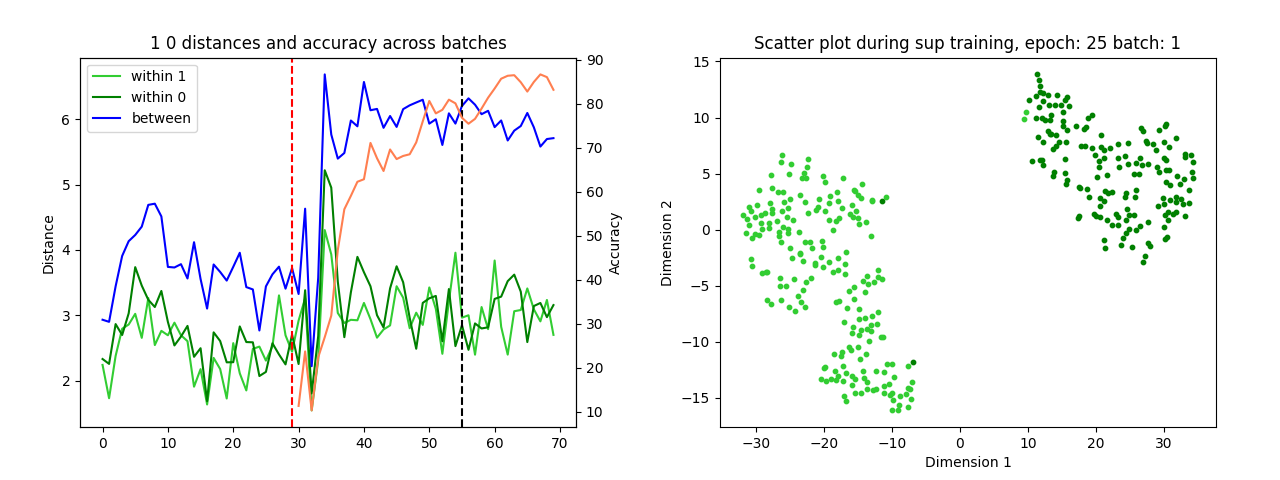 1 0 distances and accuracy across batches
within 1
within 0
between
Distance
6
5
4
3
2
0 10 20 30 40 50 60 70
90
80
70
60
50
40
30
20
10
Accuracy
Scatter plot during sup training, epoch: 25 batch: 1
Dimension 2
15
10
5
0
−5
−10
−15
−30 −20 −10 0 10 20 30
Dimension 1